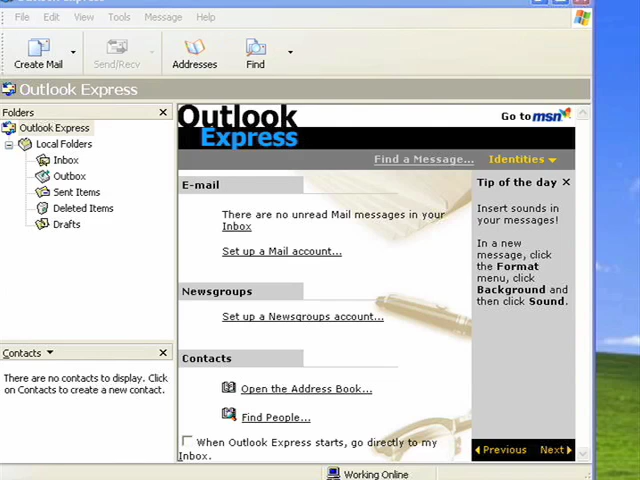 File Edit View Tools Message Help
Create Mail Send/Recv Addresses Find
Outlook Express
Folders
Outlook Express
Local Folders
Inbox
Outbox
Sent Items
Deleted Items
Drafts
Contacts
There are no contacts to display. Click
on Contacts to create a new contact.
Outlook
Express
Go to msn
Find a Message... Identities
E-mail
There are no unread Mail messages in your
Inbox
Set up a Mail account...
Newsgroups
Set up a Newsgroups account...
Contacts
Open the Address Book...
Find People...
When Outlook Express starts, go directly to my
Inbox.
Tip of the day
Insert sounds in
your messages!
In a new
message, click
the Format
menu, click
Background and
then click Sound.
Previous Next
Working Online